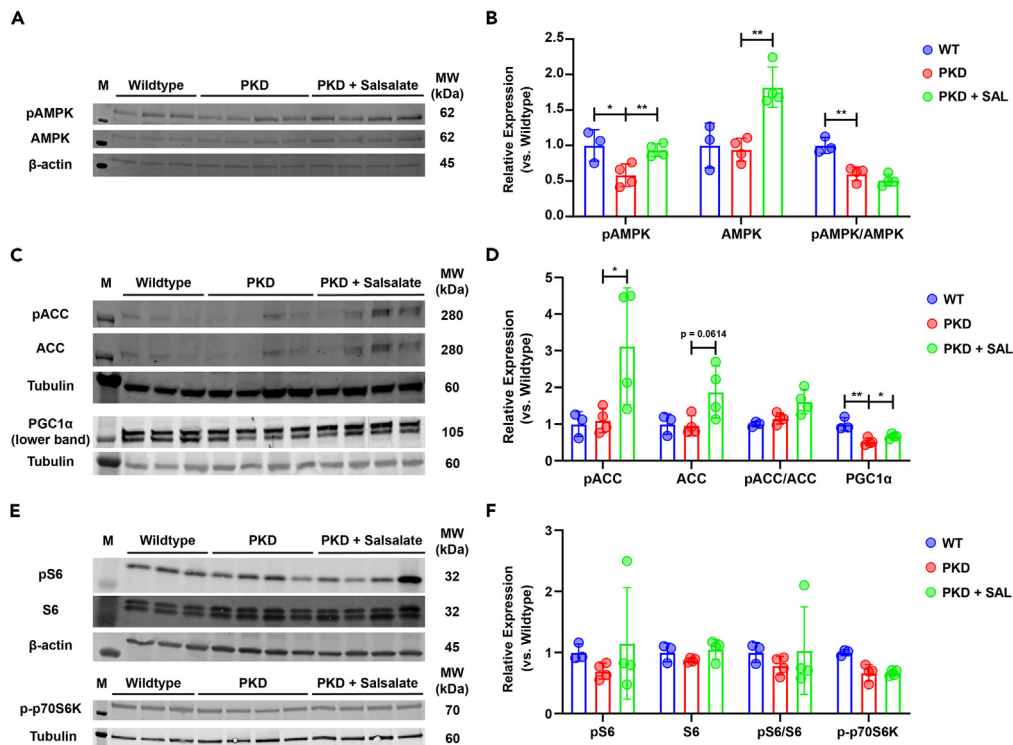 A
M Wildtype PKD PKD + Salsalate MW (kDa)
pAMPK 62
AMPK 62
β-actin 45
B
Relative Expression (vs. Wildtype)
2.5
2.0
1.5
1.0
0.5
0.0
* ** ** **
pAMPK AMPK pAMPK/AMPK
WT
PKD
PKD + SAL
C
M Wildtype PKD PKD + Salsalate MW (kDa)
pACC 280
ACC 280
Tubulin 60
PGC1α (lower band) 105
Tubulin 60
D
Relative Expression (vs. Wildtype)
5
4
3
2
1
0
* p = 0.0614 ** *
pACC ACC pACC/ACC PGC1α
WT
PKD
PKD + SAL
E
M Wildtype PKD PKD + Salsalate MW (kDa)
pS6 32
S6 32
β-actin 45
M Wildtype PKD PKD + Salsalate MW (kDa)
p-p70S6K 70
Tubulin 60
F
Relative Expression (vs. Wildtype)
3
2
1
0
pS6 S6 pS6/S6 p-p70S6K
WT
PKD
PKD + SAL